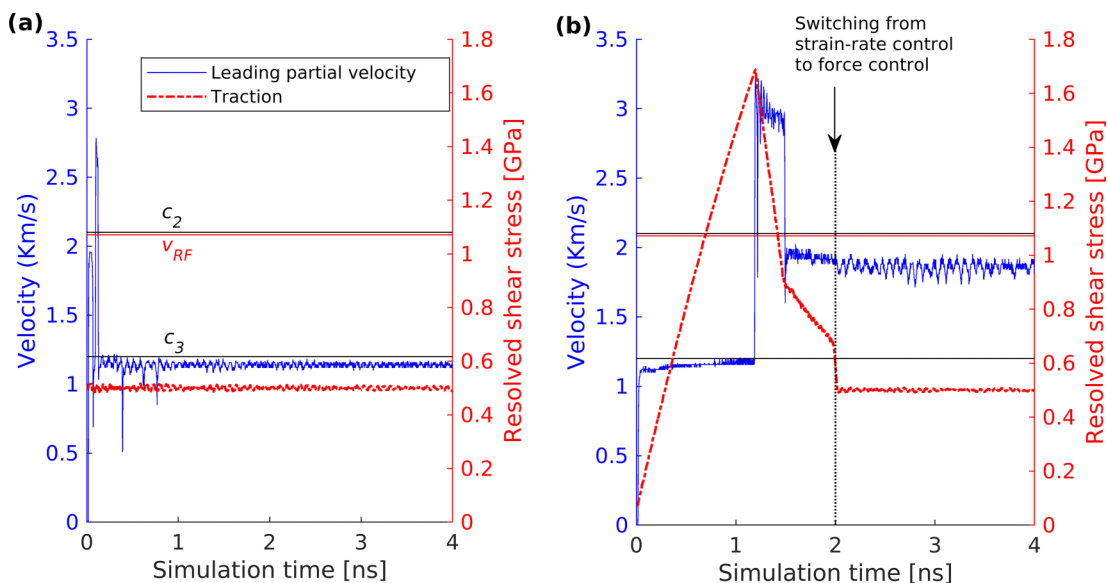 (a)
3.5
3
2.5
2
1.5
1
0.5
0
Velocity (Km/s)
Leading partial velocity
Traction
c2
vRF
c3
1.8
1.6
1.4
1.2
1
0.8
0.6
0.4
0.2
0
Resolved shear stress [GPa]
0 1 2 3 4
Simulation time [ns]
(b)
Switching from
strain-rate control
to force control
3.5
3
2.5
2
1.5
1
0.5
0
Velocity (Km/s)
1.8
1.6
1.4
1.2
1
0.8
0.6
0.4
0.2
0
Resolved shear stress [GPa]
0 1 2 3 4
Simulation time [ns]